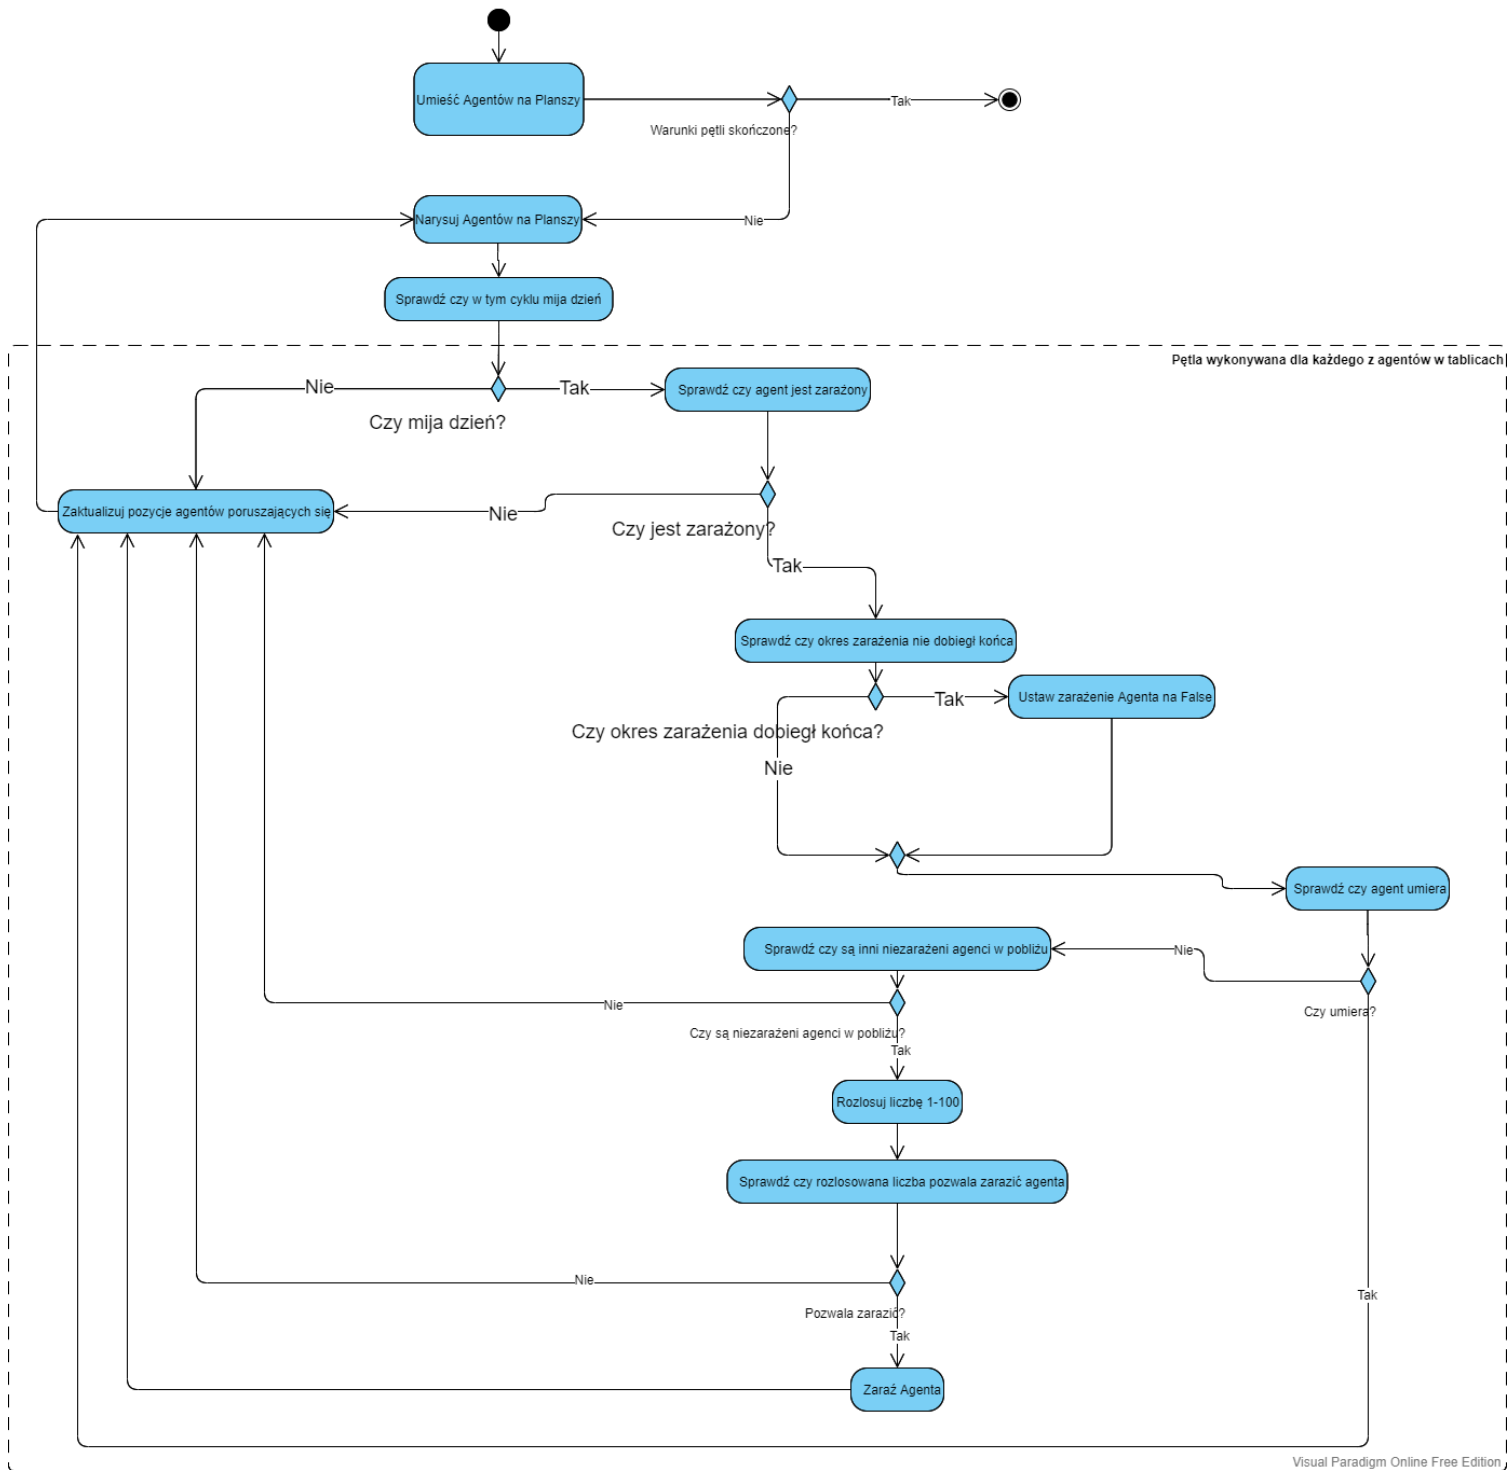 Umieść Agentów na Planszy
Tak
Warunki pętli skończone?
Narysuj Agentów na Planszy
Nie
Sprawdź czy w tym cyklu mija dzień
Pętla wykonywana dla każdego z agentów w tablicach
Nie
Tak
Sprawdź czy agent jest zarażony
Czy mija dzień?
Zaktualizuj pozycje agentów poruszających się
Nie
Czy jest zarażony?
Tak
Sprawdź czy okres zarażenia nie dobiegł końca
Tak
Ustaw zarażenie Agenta na False
Czy okres zarażenia dobiegł końca?
Nie
Sprawdź czy agent umiera
Sprawdź czy są inni niezarażeni agenci w pobliżu
Nie
Nie
Czy umiera?
Czy są niezarażeni agenci w pobliżu?
Tak
Rozlosuj liczbę 1-100
Sprawdź czy rozlosowana liczba pozwala zarazić agenta
Nie
Tak
Pozwala zarazić?
Tak
Zaraź Agenta
Visual Paradigm Online Free Edition